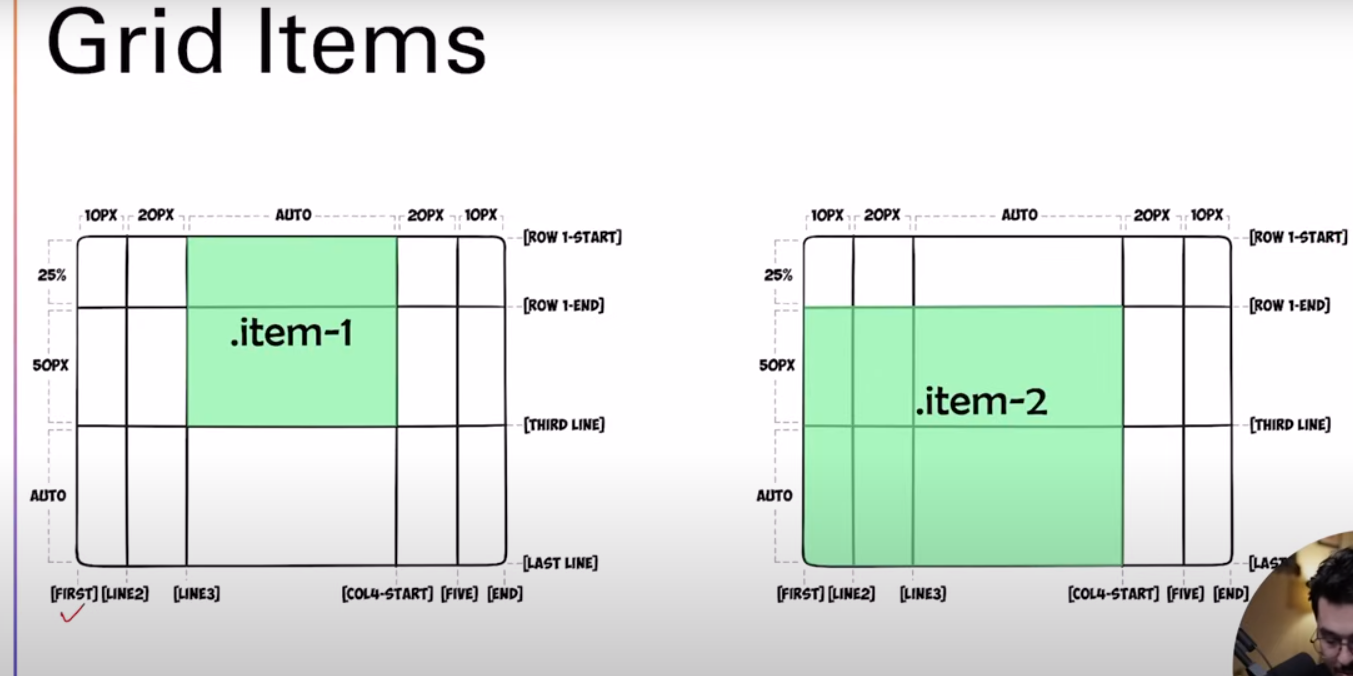 Grid Items
10PX 20PX AUTO 20PX 10PX
[ROW 1-START]
25%
[ROW 1-END]
.item-1
50PX
[THIRD LINE]
AUTO
[LAST LINE]
[FIRST] [LINE2] [LINE3] [COL4-START] [FIVE] [END]
10PX 20PX AUTO 20PX 10PX
[ROW 1-START]
25%
[ROW 1-END]
50PX
.item-2
[THIRD LINE]
AUTO
[FIRST] [LINE2] [LINE3] [COL4-START] [FIVE] [END]